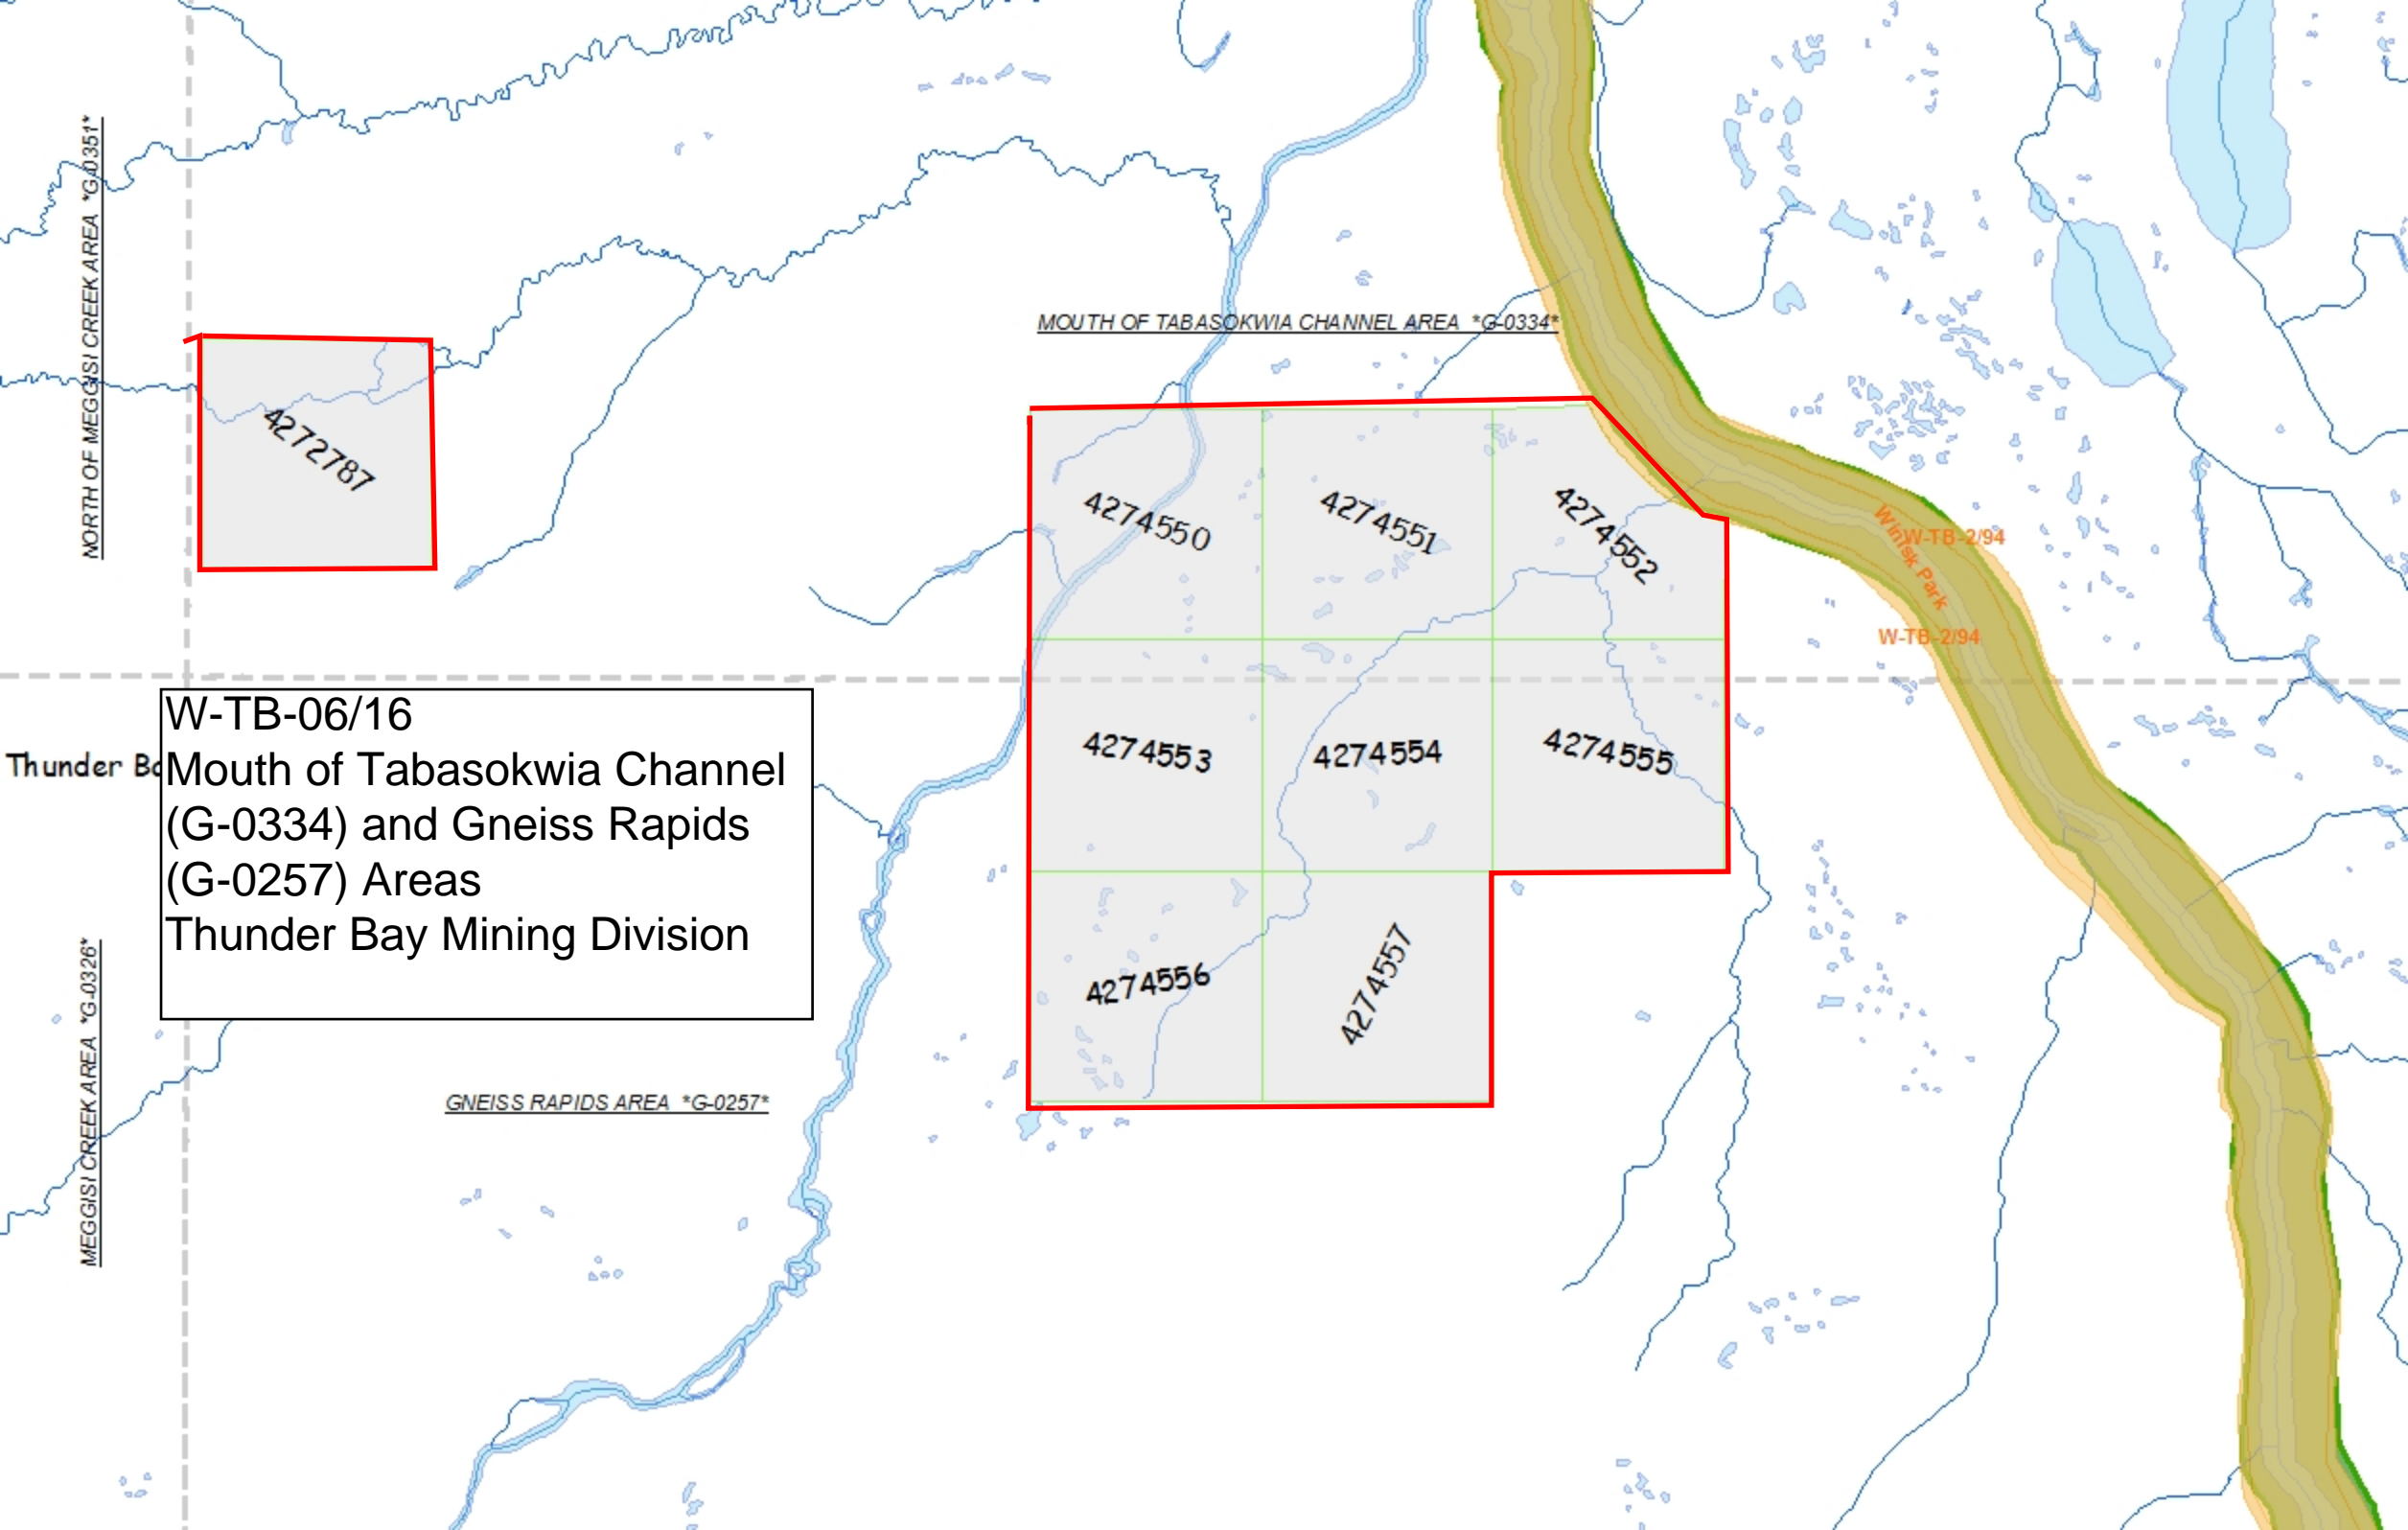 NORTH OF MEGGISI CREEK AREA *G-0351*
MOUTH OF TABASOKWIA CHANNEL AREA *G-0334*
4272787
4274550
4274551
4274552
W-TB-2/94
Winisk Park
W-TB-2/94
Thunder
W-TB-06/16
Mouth of Tabasokwia Channel
(G-0334) and Gneiss Rapids
(G-0257) Areas
Thunder Bay Mining Division
4274553
4274554
4274555
4274556
4274557
MEGGISI CREEK AREA *G-0326*
GNEISS RAPIDS AREA *G-0257*